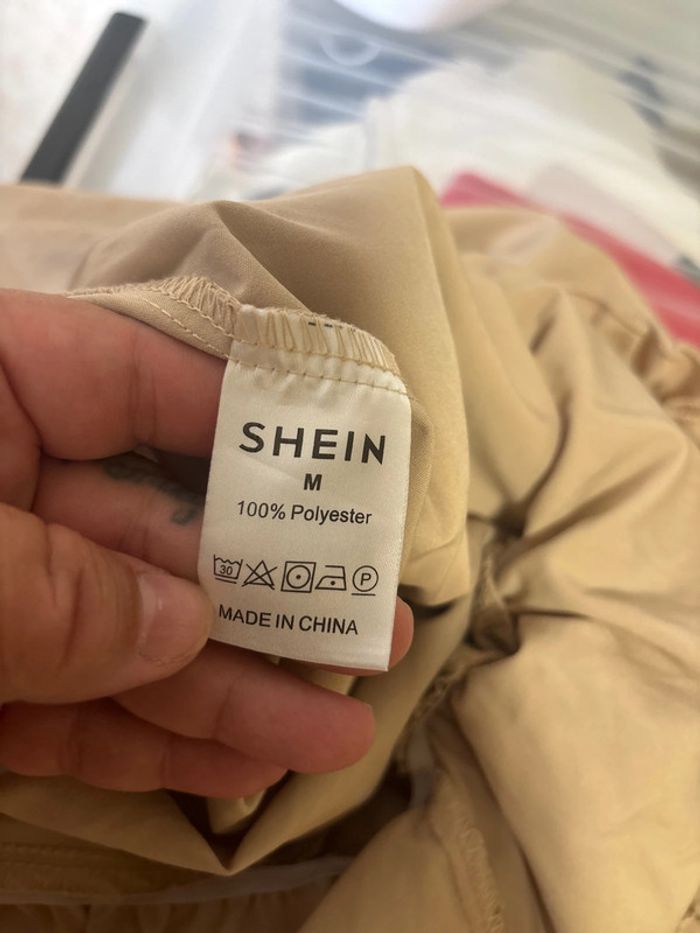 SHEIN
M
100% Polyester
30 P
MADE IN CHINA